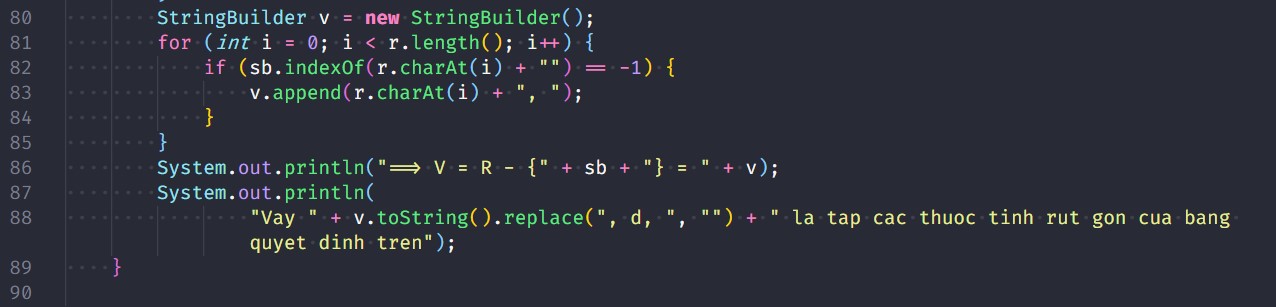 80 StringBuilder v = new StringBuilder();
81 for (int i = 0; i < r.length(); i++) {
82 if (sb.indexOf(r.charAt(i) + "") == -1) {
83 v.append(r.charAt(i) + ", ");
84 }
85 }
86 System.out.println("==> V = R - {" + sb + "} = " + v);
87 System.out.println(
88 "Vay " + v.toString().replace(", d, ", "") + " la tap cac thuoc tinh rut gon cua bang
quyet dinh tren");
89 }
90